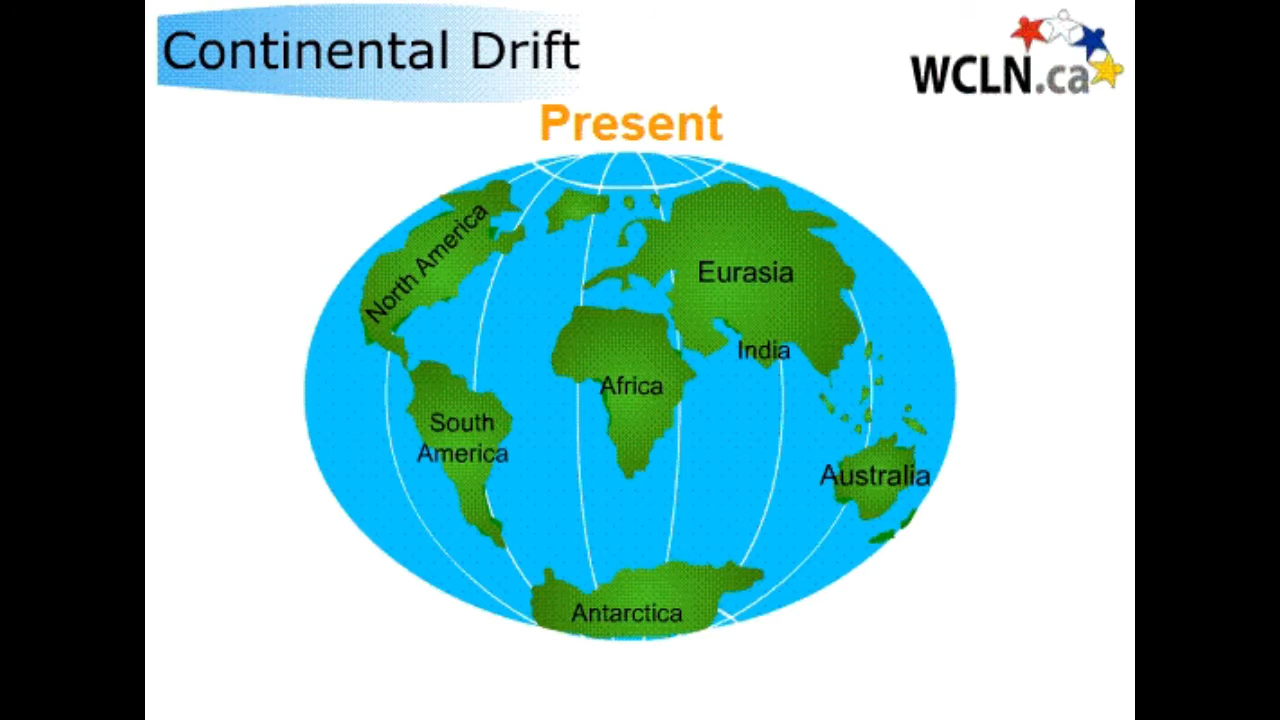 Continental Drift
WCLN.ca
Present
North America
Eurasia
India
Africa
South
America
Australia
Antarctica